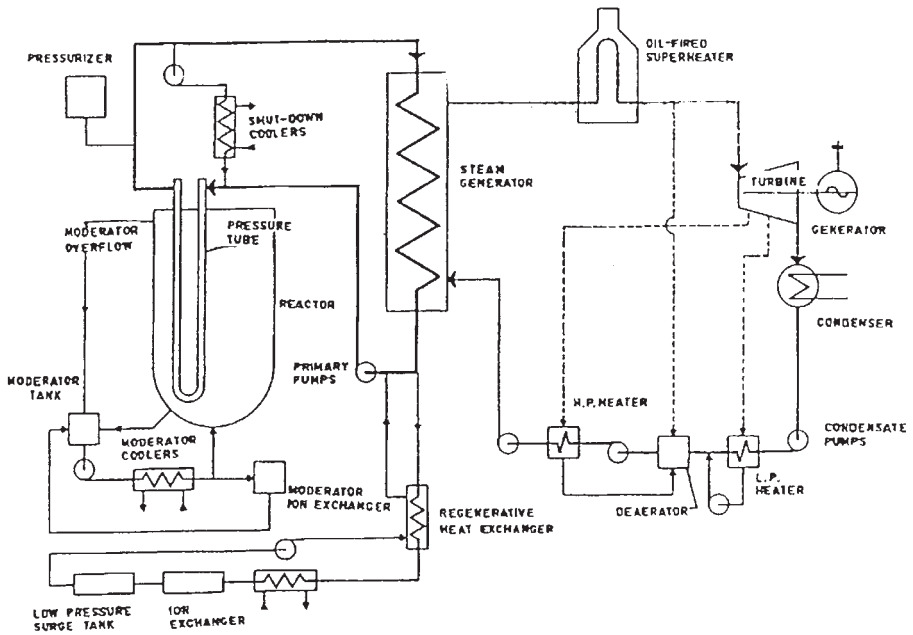 OIL-FIRED
SUPERHEATER
PRESSURIZER
SHUT-DOWN
COOLERS
STEAM
GENERATOR
TURBINE
MODERATOR
OVERFLOW
PRESSURE
TUBE
GENERATOR
REACTOR
CONDENSER
PRIMARY
PUMPS
MODERATOR
TANK
H.P. HEATER
CONDENSATE
PUMPS
MODERATOR
COOLERS
L.P.
HEATER
MODERATOR
ION EXCHANGER
REGENERATIVE
HEAT EXCHANGER
DEAERATOR
LOW PRESSURE
SURGE TANK
ION
EXCHANGER